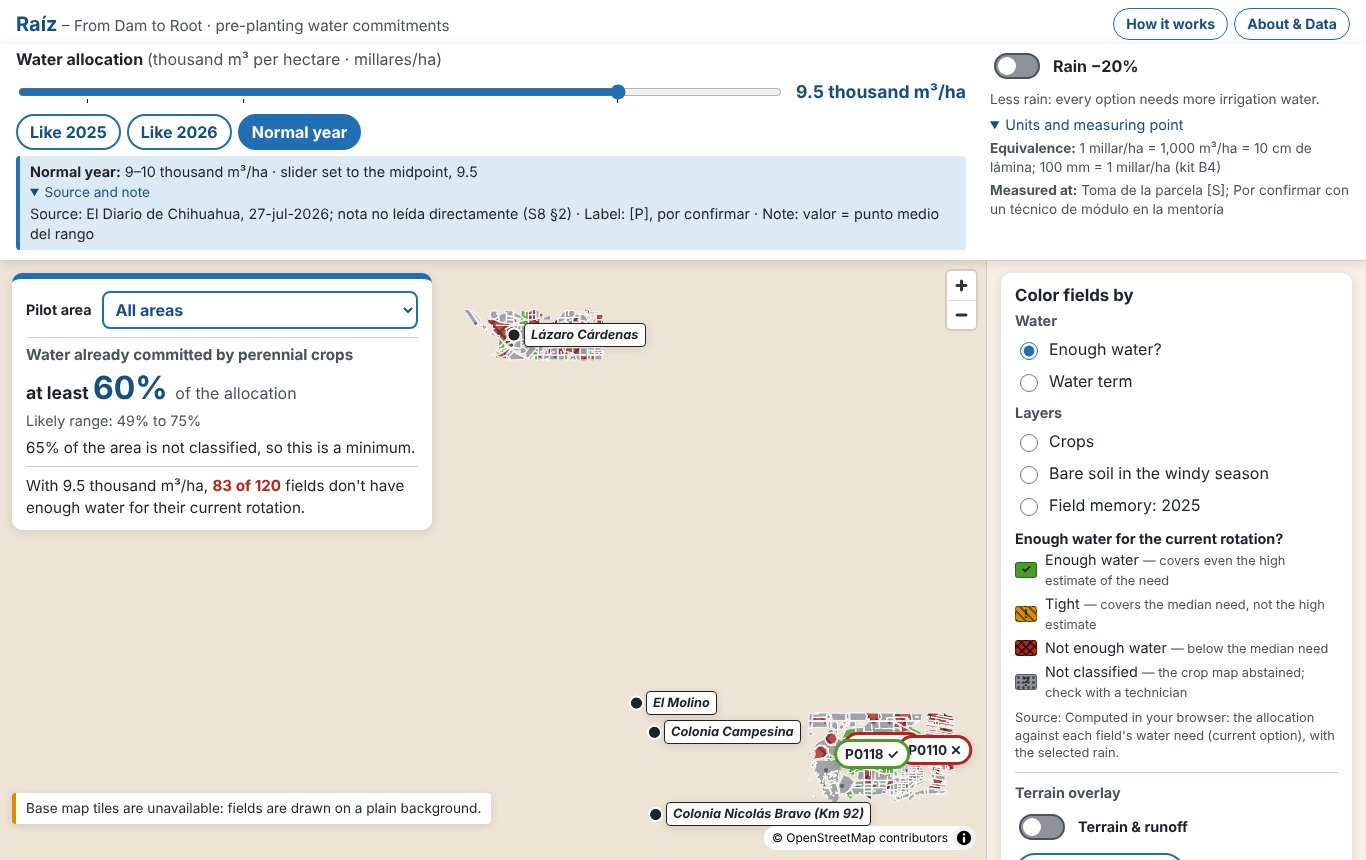 Raíz – From Dam to Root · pre-planting water commitments
How it works
About & Data
Water allocation (thousand m³ per hectare · millares/ha)
9.5 thousand m³/ha
Like 2025
Like 2026
Normal year
Normal year: 9–10 thousand m³/ha · slider set to the midpoint, 9.5
▼ Source and note
Source: El Diario de Chihuahua, 27-jul-2026; nota no leída directamente (S8 §2) · Label: [P], por confirmar · Note: valor = punto medio
del rango
Rain −20%
Less rain: every option needs more irrigation water.
▼ Units and measuring point
Equivalence: 1 millar/ha = 1,000 m³/ha = 10 cm de
lámina; 100 mm = 1 millar/ha (kit B4)
Measured at: Toma de la parcela [S]; Por confirmar con
un técnico de módulo en la mentoría
Pilot area
All areas
Water already committed by perennial crops
at least 60% of the allocation
Likely range: 49% to 75%
65% of the area is not classified, so this is a minimum.
With 9.5 thousand m³/ha, 83 of 120 fields don't have
enough water for their current rotation.
Lázaro Cárdenas
El Molino
Colonia Campesina
P0118 ✓
P0110 ✕
Colonia Nicolás Bravo (Km 92)
Base map tiles are unavailable: fields are drawn on a plain background.
© OpenStreetMap contributors
Color fields by
Water
Enough water?
Water term
Layers
Crops
Bare soil in the windy season
Field memory: 2025
Enough water for the current rotation?
Enough water — covers even the high
estimate of the need
Tight — covers the median need, not the high
estimate
Not enough water — below the median need
Not classified — the crop map abstained;
check with a technician
Source: Computed in your browser: the allocation
against each field's water need (current option), with
the selected rain.
Terrain overlay
Terrain & runoff